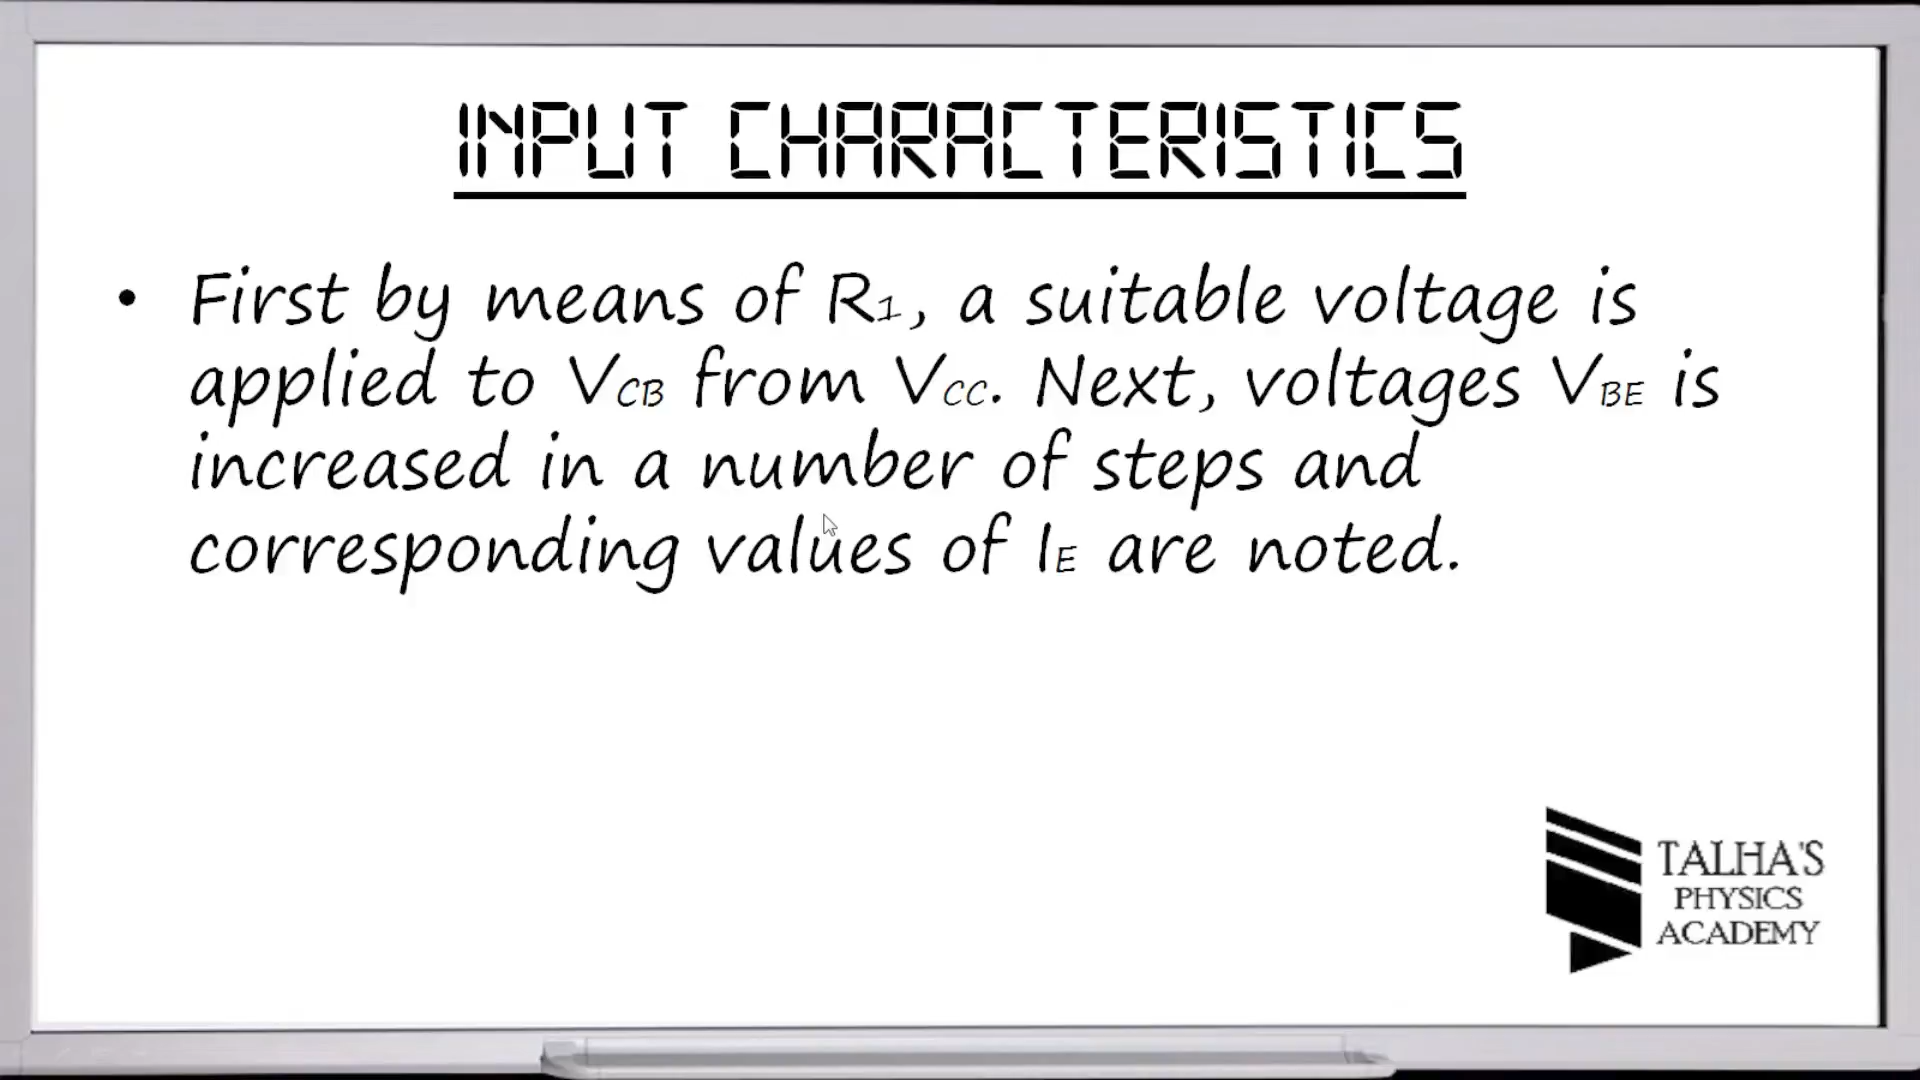 INPUT CHARACTERISTICS
• First by means of R1, a suitable voltage is
applied to VCB from VCC. Next, voltages VBE is
increased in a number of steps and
corresponding values of IE are noted.
TALHA'S
PHYSICS
ACADEMY